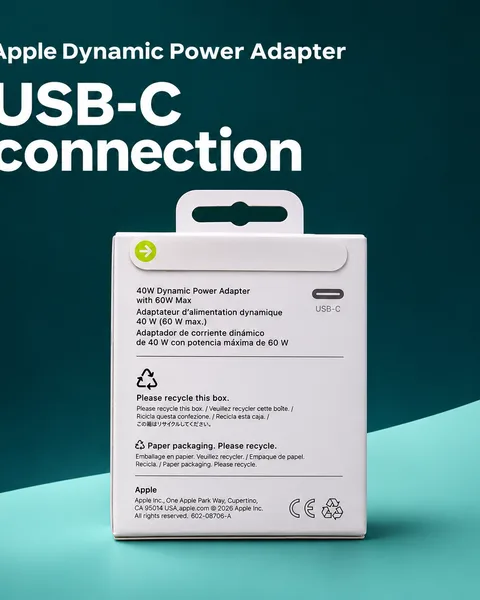 Apple Dynamic Power Adapter
USB-C
connection
40W Dynamic Power Adapter
with 60W Max
USB-C
Adaptateur d'alimentation dynamique
40 W (60 W max.)
Adaptador de corriente dinámico
de 40 W con potencia máxima de 60 W
Please recycle this box.
Please recycle this box. / Veuillez recycler cette boîte. /
Ricicla questa confezione. / Ricicla esta caja. /
この箱はリサイクルしてください。
Paper packaging. Please recycle.
Emballage en papier. Veuillez recycler. / Empaque de papel.
Recicla. / Paper packaging. Please recycle.
Apple
Apple Inc., One Apple Park Way, Cupertino,
CA 95014 USA.apple.com © 2026 Apple Inc.
All rights reserved. 602-08706-A
CE